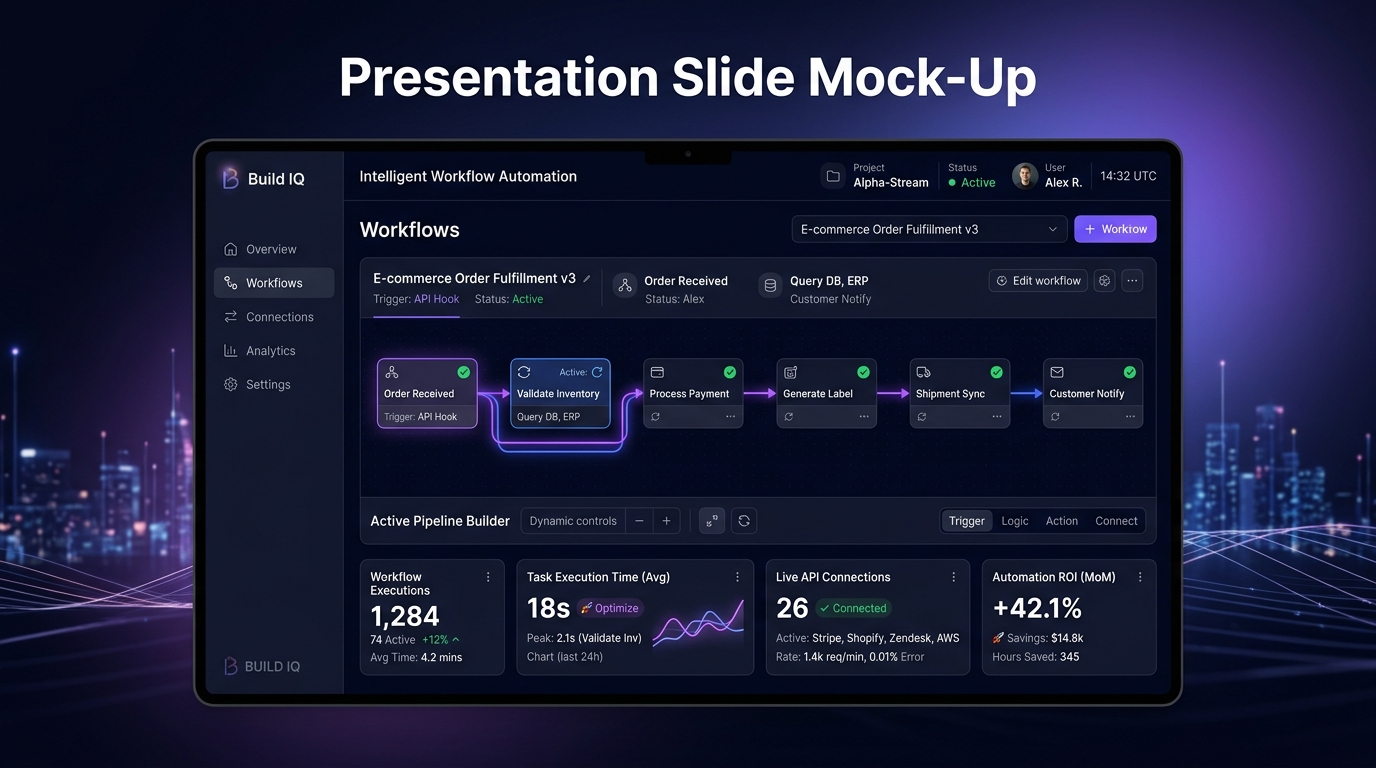 Presentation Slide Mock-Up
Build IQ
Intelligent Workflow Automation
Project
Alpha-Stream
Status
Active
User
Alex R.
14:32 UTC
Overview
Workflows
Connections
Analytics
Settings
BUILD IQ
Workflows
E-commerce Order Fulfillment v3
+ Workrow
E-commerce Order Fulfillment v3
Trigger: API Hook Status: Active
Order Received
Status: Alex
Query DB, ERP
Customer Notify
Edit workflow
Order Received
Trigger: API Hook
Active:
Valldate Inventory
Query DB, ERP
Process Payment
Generate Label
Shipment Sync
Customer Notify
Active Pipeline Builder
Dynamic controls
Trigger
Logic
Action
Connect
Workflow
Executions
1,284
74 Active +12%
Avg Time: 4.2 mins
Task Execution Time (Avg)
18s
Optimize
Peak: 2.1s (Validate Inv)
Chart (last 24h)
Live API Connections
26
Connected
Active: Stripe, Shopify, Zendesk, AWS
Rate: 1.4k req/min, 0.01% Error
Automation ROI (MoM)
+42.1%
Savings: $14.8k
Hours Saved: 345